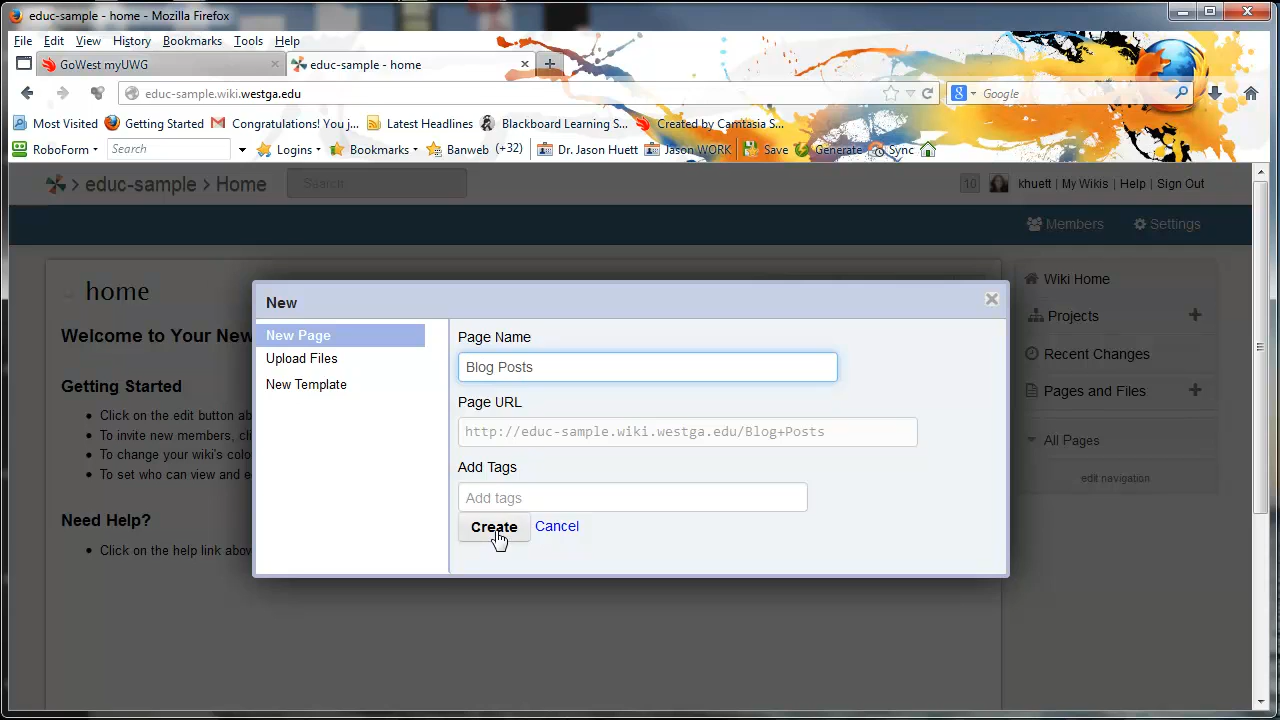 educ-sample - home - Mozilla Firefox
File Edit View History Bookmarks Tools Help
GoWest myUWG × educ-sample - home ×
educ-sample.wiki.westga.edu Google
Most Visited Getting Started Congratulations! You j... Latest Headlines Blackboard Learning S... Created by Camtasia S...
RoboForm Search Logins Bookmarks Banweb (+32) Dr. Jason Huett Jason WORK Save Generate Sync
> educ-sample > Home Search 10 khuett | My Wikis | Help | Sign Out
Members Settings
home
Welcome to Your New
Getting Started
• Click on the edit button ab
• To invite new members, cli
• To change your wiki's colo
• To set who can view and e
Need Help?
• Click on the help link abov
New
New Page
Upload Files
New Template
Page Name
Blog Posts
Page URL
http://educ-sample.wiki.westga.edu/Blog+Posts
Add Tags
Add tags
Create Cancel
Wiki Home
Projects +
Recent Changes
Pages and Files +
All Pages
edit navigation